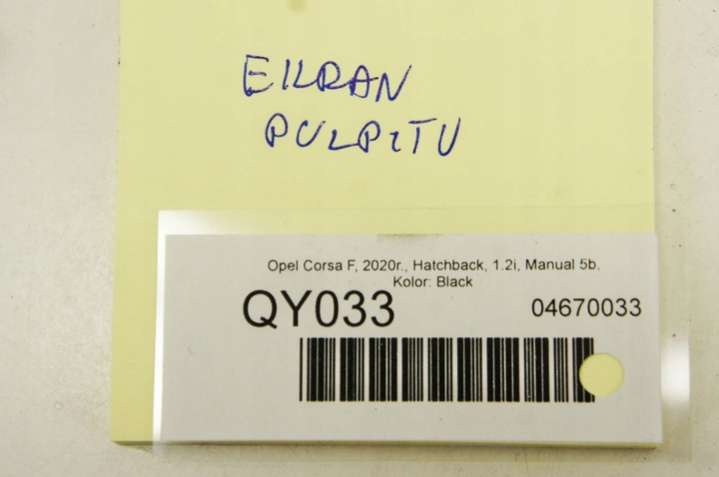 EKRAN
PULPITU
Opel Corsa F, 2020r., Hatchback, 1.2i, Manual 5b.
Kolor: Black
QY033
04670033